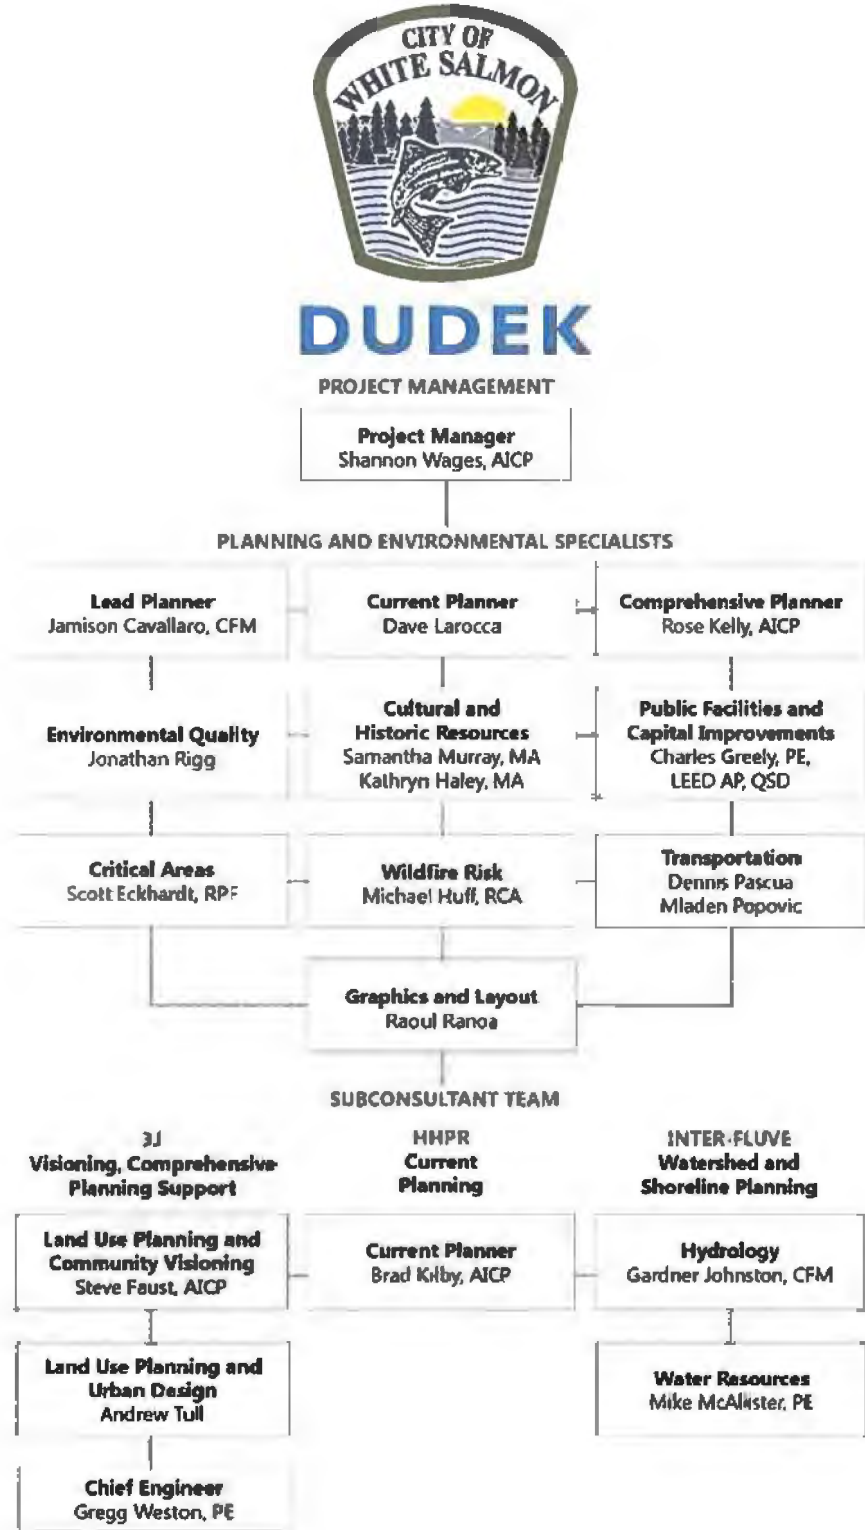 CITY OF
WHITE SALMON
DUDEK
PROJECT MANAGEMENT
Project Manager
Shannon Wages, AICP
PLANNING AND ENVIRONMENTAL SPECIALISTS
Lead Planner
Jamison Cavallaro, CFM
Current Planner
Dave Larocca
Comprehensive Planner
Rose Kelly, AICP
Environmental Quality
Jonathan Rigg
Cultural and
Historic Resources
Samantha Murray, MA
Kathryn Haley, MA
Public Facilities and
Capital Improvements
Charles Greely, PE,
LEED AP, QSD
Critical Areas
Scott Eckhardt, RPF
Wildfire Risk
Michael Huff, RCA
Transportation
Dennis Pascua
Mladen Popovic
Graphics and Layout
Raoul Ranoa
SUBCONSULTANT TEAM
3J
Visioning, Comprehensive
Planning Support
HHPR
Current
Planning
INTER-FLUVE
Watershed and
Shoreline Planning
Land Use Planning and
Community Visioning
Steve Faust, AICP
Current Planner
Brad Kilby, AICP
Hydrology
Gardner Johnston, CFM
Land Use Planning and
Urban Design
Andrew Tull
Water Resources
Mike McAllister, PE
Chief Engineer
Gregg Weston, PE